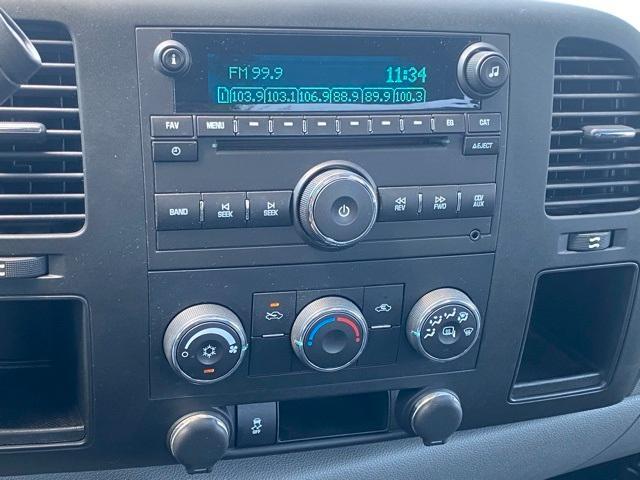 FM 99.9 11:34
1 103.9 103.1 106.9 88.9 89.9 100.3
FAV MENU EQ CAT
EJECT
BAND SEEK SEEK REV FWD CD/AUX
OFF